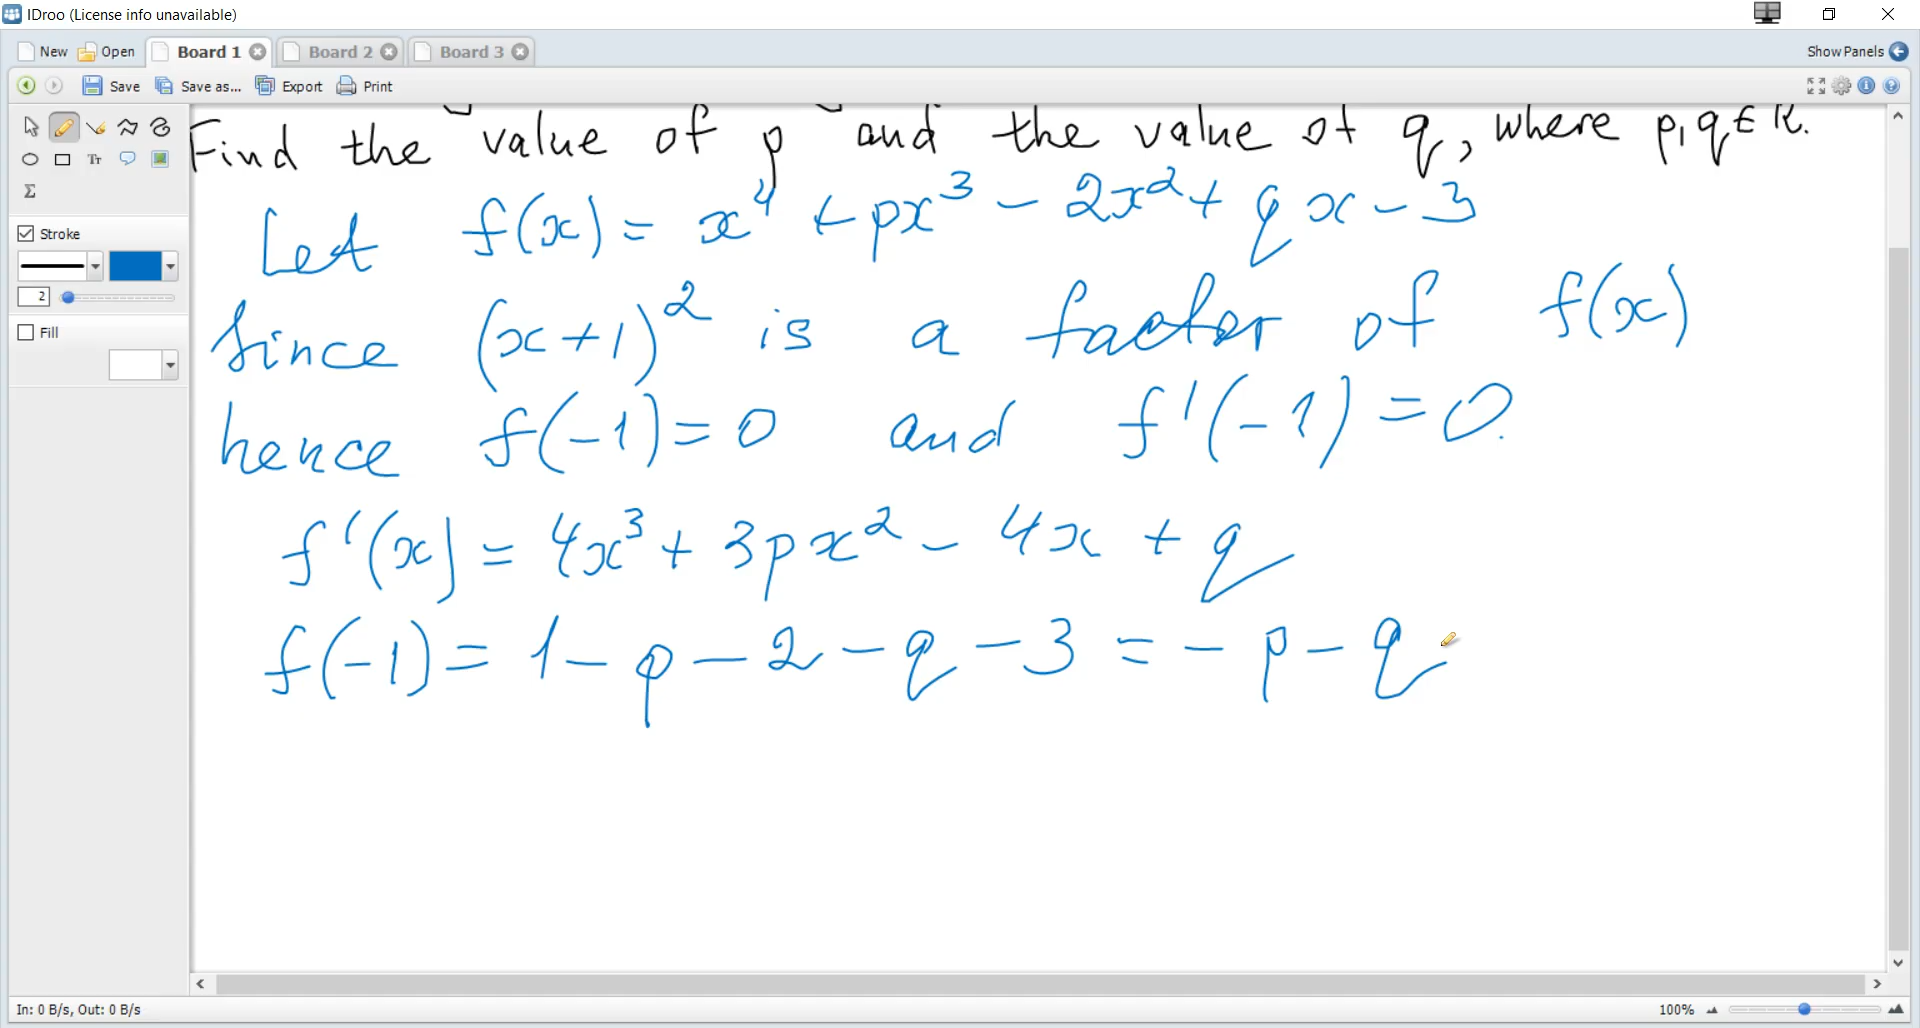 IDroo (License info unavailable)
New Open Board 1 Board 2 Board 3 Show Panels
Save Save as... Export Print
Tr
Σ
Stroke
2
Fill
Find the value of p and the value of q, where p,q ∈ R.
Let f(x) = x⁴ + px³ - 2x² + qx - 3
Since (x+1)² is a factor of f(x)
hence f(-1) = 0 and f'(-1) = 0.
f'(x) = 4x³ + 3px² - 4x + q
f(-1) = 1 - p - 2 - q - 3 = - p - q
In: 0 B/s, Out: 0 B/s 100%